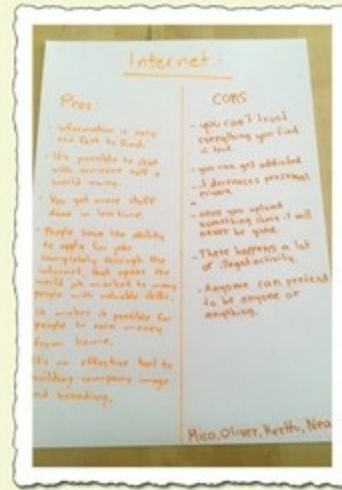 Internet:
Pros:
- Information is easy
and fast to find.
- It's possible to chat
with someone half a
world away.
- You get more stuff
done in less time.
- People have the ability
to apply for jobs
completely through the
internet, that opens the
world job market to many
people with valuable skills.
It makes it possible for
people to earn money
from home.
It's an effective tool to
building company image
and branding.
CONS:
- you can't trust
everything you find
is true.
- you can get addicted
- It decreases personal
privacy
- once you upload
something there it will
never be gone.
- There happens a lot
of illegal activity.
- Anyone can pretend
to be anyone or
anything.
Mico, Oliver, Kerth, Nea